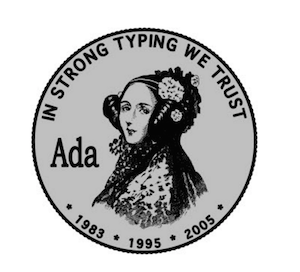 IN STRONG TYPING WE TRUST
Ada
* 1983 * 1995 * 2005 *